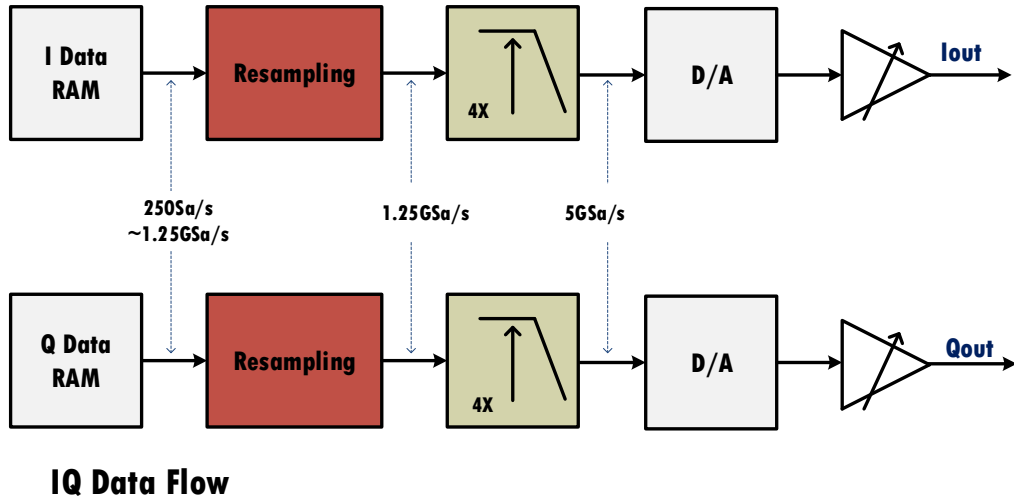 I Data
RAM
Resampling
4X
D/A
Iout
250Sa/s
~1.25GSa/s
1.25GSa/s
5GSa/s
Q Data
RAM
Resampling
4X
D/A
Qout
IQ Data Flow